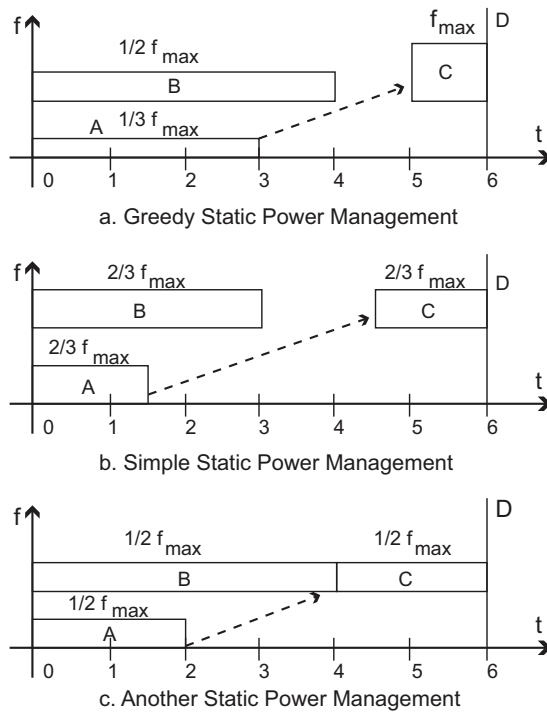 f
f max
D
1/2 f max
B
C
A
1/3 f max
t
0 1 2 3 4 5 6
a. Greedy Static Power Management
f
2/3 f max
2/3 f max
D
B
C
2/3 f max
A
t
0 1 2 3 4 5 6
b. Simple Static Power Management
f
D
1/2 f max
1/2 f max
B
C
1/2 f max
A
t
0 1 2 3 4 5 6
c. Another Static Power Management